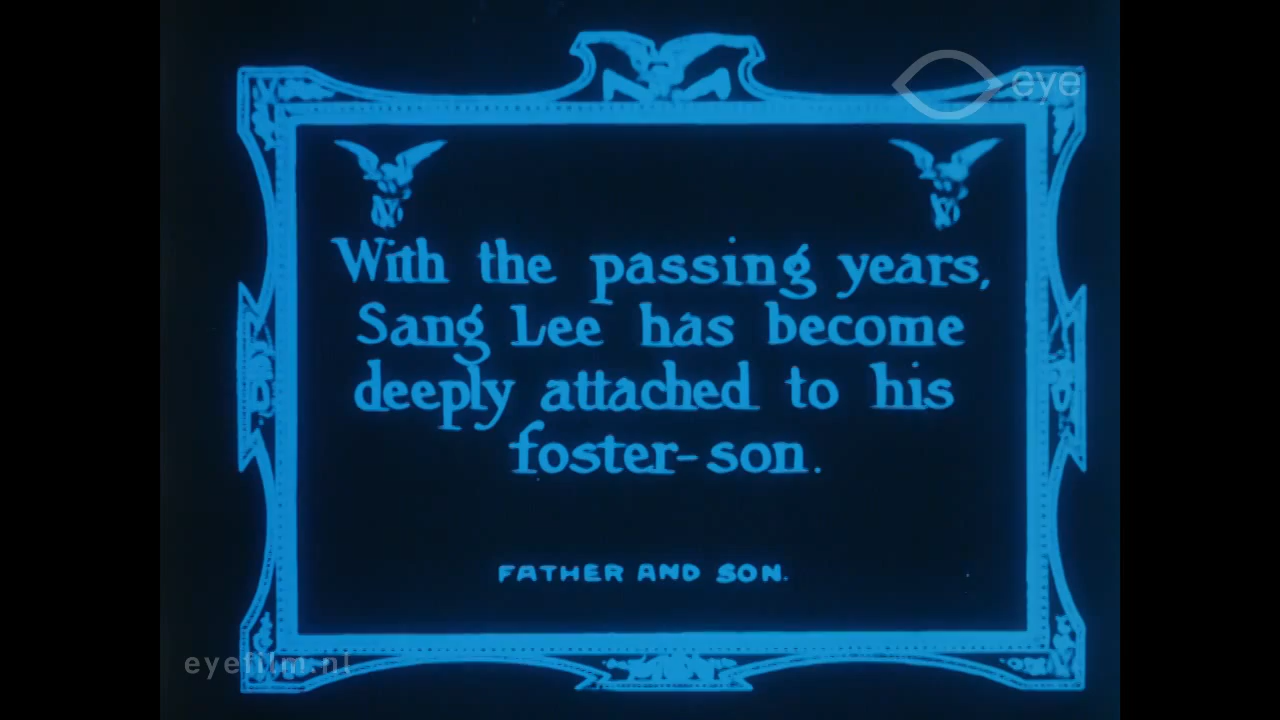 eye
With the passing years,
Sang Lee has become
deeply attached to his
foster-son.
FATHER AND SON.
eyefilm.nl